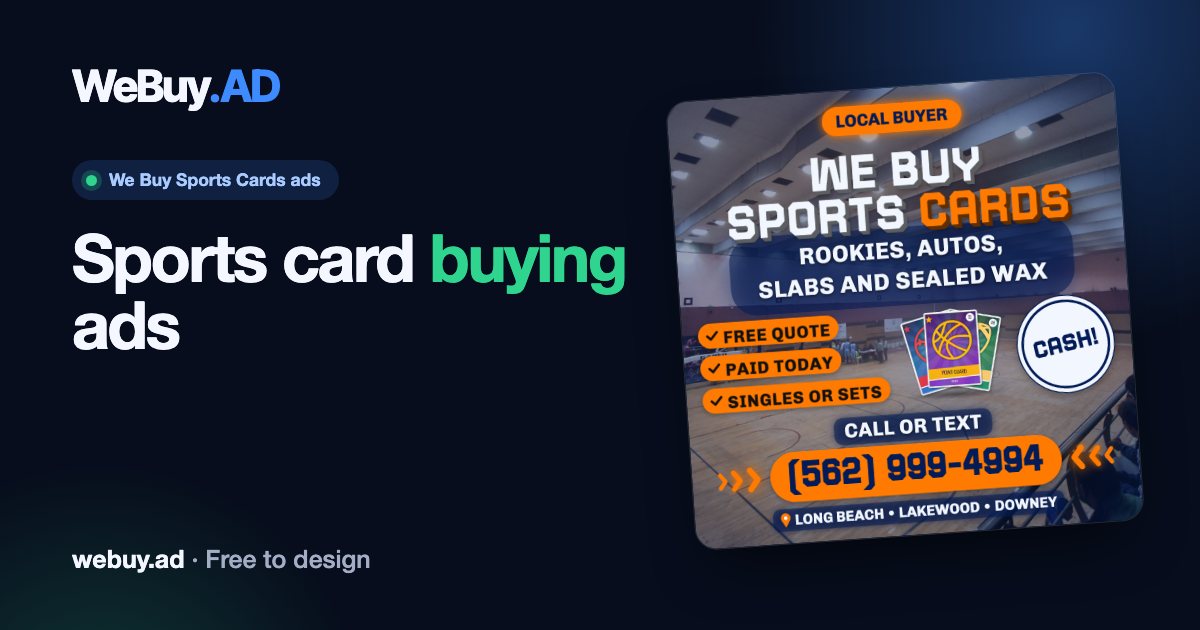 WeBuy.AD
We Buy Sports Cards ads
Sports card buying
ads
webuy.ad · Free to design
LOCAL BUYER
WE BUY
SPORTS CARDS
ROOKIES, AUTOS,
SLABS AND SEALED WAX
✓ FREE QUOTE
✓ PAID TODAY
✓ SINGLES OR SETS
POINT GUARD
CASH!
CALL OR TEXT
(562) 999-4994
LONG BEACH • LAKEWOOD • DOWNEY